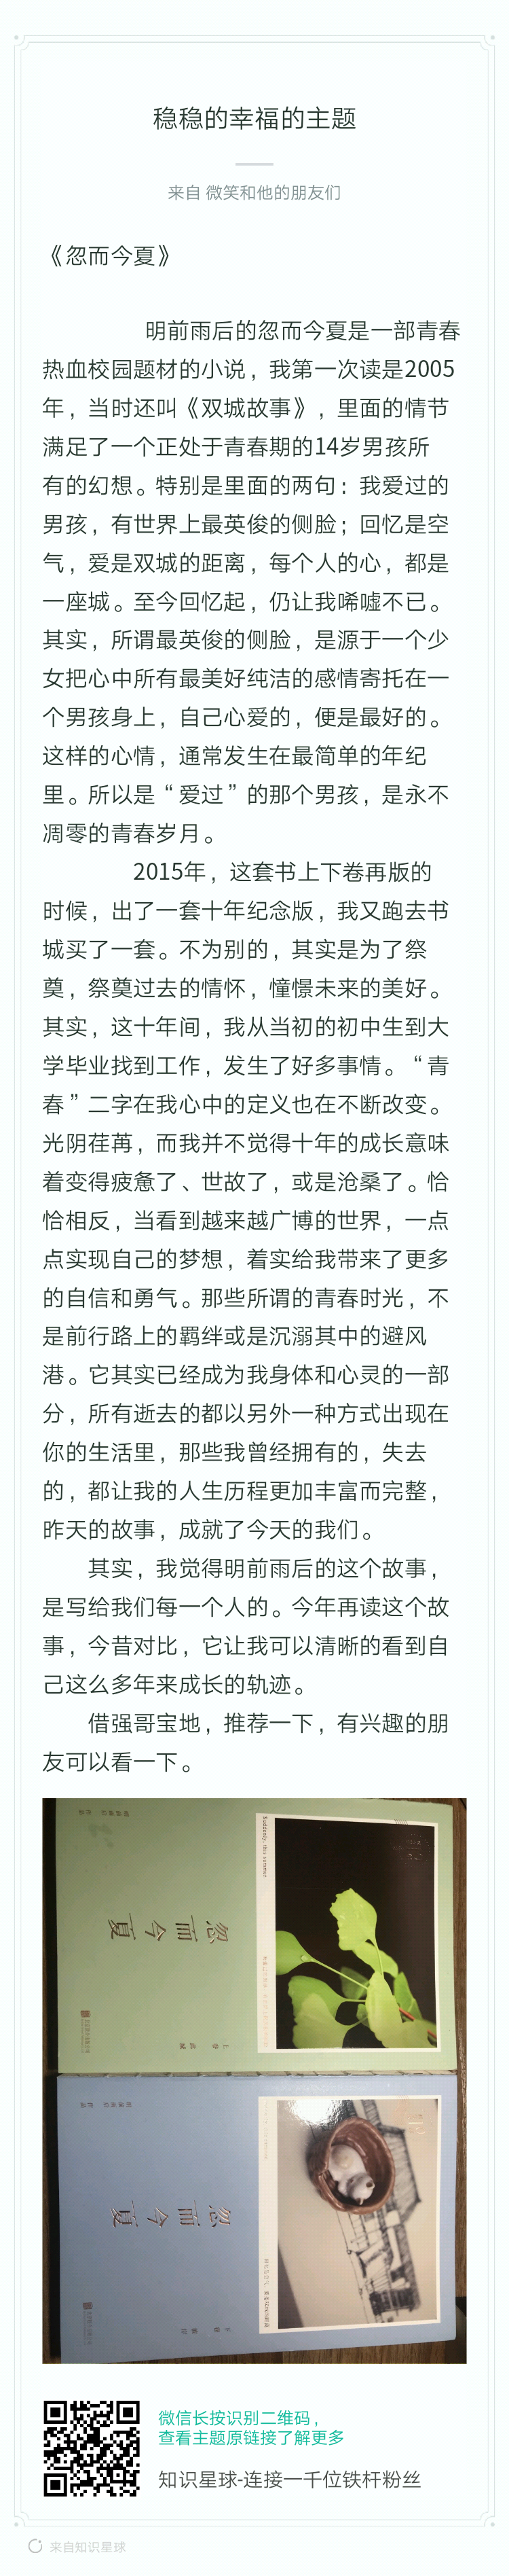 稳稳的幸福的主题
来自 微笑和他的朋友们
《忽而今夏》
明前雨后的忽而今夏是一部青春
热血校园题材的小说，我第一次读是2005
年，当时还叫《双城故事》，里面的情节
满足了一个正处于青春期的14岁男孩所
有的幻想。特别是里面的两句：我爱过的
男孩，有世界上最英俊的侧脸；回忆是空
气，爱是双城的距离，每个人的心，都是
一座城。至今回忆起，仍让我唏嘘不已。
其实，所谓最英俊的侧脸，是源于一个少
女把心中所有最美好纯洁的感情寄托在一
个男孩身上，自己心爱的，便是最好的。
这样的心情，通常发生在最简单的年纪
里。所以是“爱过”的那个男孩，是永不
凋零的青春岁月。
2015年，这套书上下卷再版的
时候，出了一套十年纪念版，我又跑去书
城买了一套。不为别的，其实是为了祭
奠，祭奠过去的情怀，憧憬未来的美好。
其实，这十年间，我从当初的初中生到大
学毕业找到工作，发生了好多事情。“青
春”二字在我心中的定义也在不断改变。
光阴荏苒，而我并不觉得十年的成长意味
着变得疲惫了、世故了，或是沧桑了。恰
恰相反，当看到越来越广博的世界，一点
点实现自己的梦想，着实给我带来了更多
的自信和勇气。那些所谓的青春时光，不
是前行路上的羁绊或是沉溺其中的避风
港。它其实已经成为我身体和心灵的一部
分，所有逝去的都以另外一种方式出现在
你的生活里，那些我曾经拥有的，失去
的，都让我的人生历程更加丰富而完整，
昨天的故事，成就了今天的我们。
其实，我觉得明前雨后的这个故事，
是写给我们每一个人的。今年再读这个故
事，今昔对比，它让我可以清晰的看到自
己这么多年来成长的轨迹。
借强哥宝地，推荐一下，有兴趣的朋
友可以看一下。
Suddenly, this summer
忽而今夏
忽而今夏
微信长按识别二维码，
查看主题原链接了解更多
知识星球-连接一千位铁杆粉丝
来自知识星球